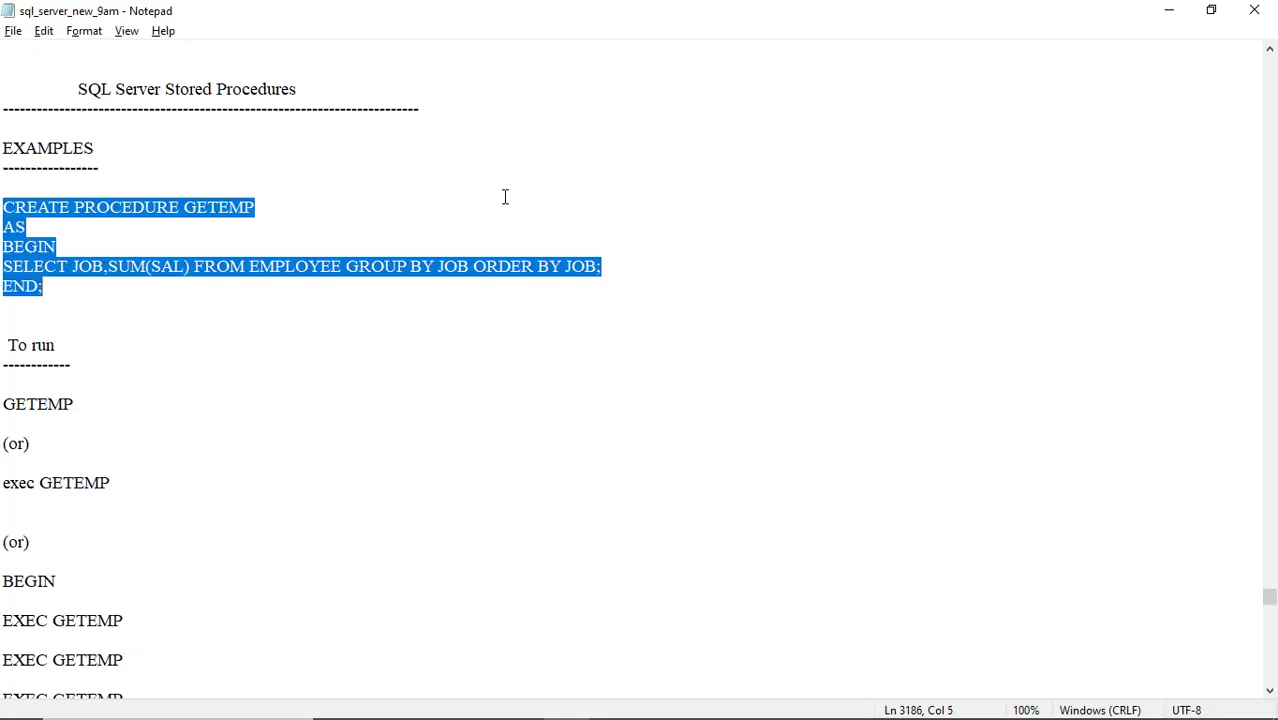 sql_server_new_9am - Notepad
File Edit Format View Help
SQL Server Stored Procedures
--------------------------------------------------------------------------
EXAMPLES
-----------------
CREATE PROCEDURE GETEMP
AS
BEGIN
SELECT JOB,SUM(SAL) FROM EMPLOYEE GROUP BY JOB ORDER BY JOB;
END;
To run
------------
GETEMP
(or)
exec GETEMP
(or)
BEGIN
EXEC GETEMP
EXEC GETEMP
EXEC GETEMP
Ln 3186, Col 5 100% Windows (CRLF) UTF-8